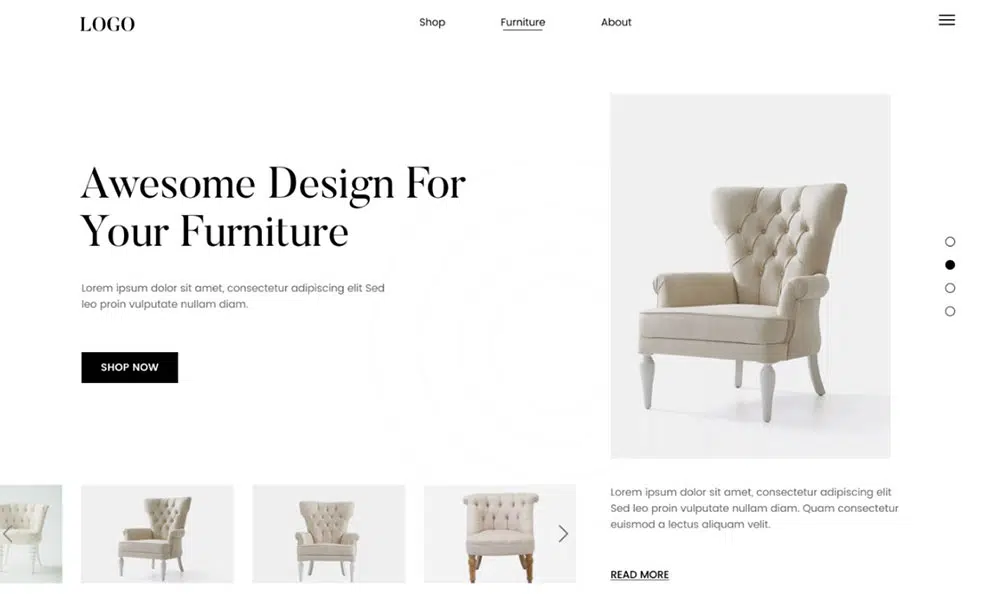 LOGO
Shop
Furniture
About
Awesome Design For
Your Furniture
Lorem ipsum dolor sit amet, consectetur adipiscing elit Sed
leo proin vulputate nullam diam.
SHOP NOW
Lorem ipsum dolor sit amet, consectetur adipiscing elit
Sed leo proin vulputate nullam diam. Quam consectetur
euismod a lectus aliquam velit.
READ MORE